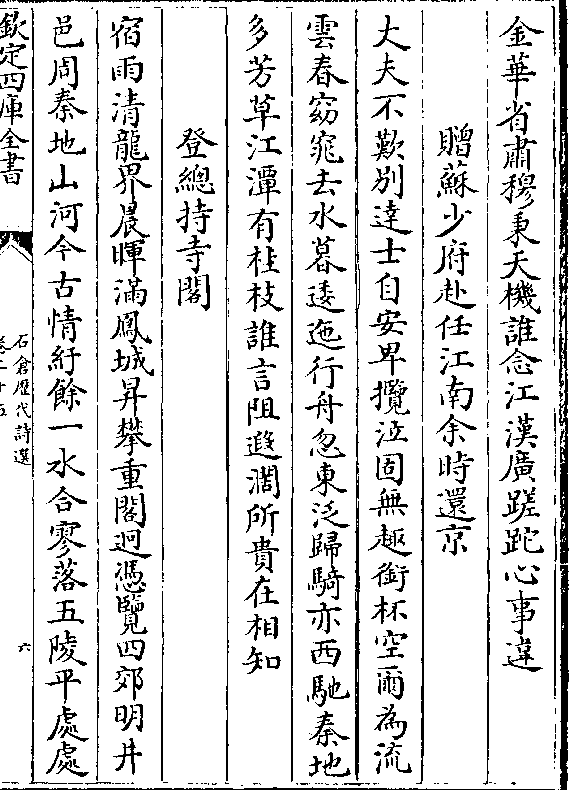 金華省肅穆秉天機誰念江漢廣蹉跎心事違
贈蘇少府赴任江南余時還京
大夫不歎別達士自安卑攬泣固無趣銜杯空爾為流
雲春窈窕去水暮逶迤行舟忽東泛歸騎亦西馳秦地
多芳草江潭有桂枝誰言阻遐濶所貴在相知
登總持寺閣
宿雨清龍界晨暉滿鳳城昇攀重閣迥憑覽四郊明井
邑周秦地山河今古情紆餘一水合寥落五陵平處處
欽定四庫全書
石倉歷代詩選
卷二十五
六